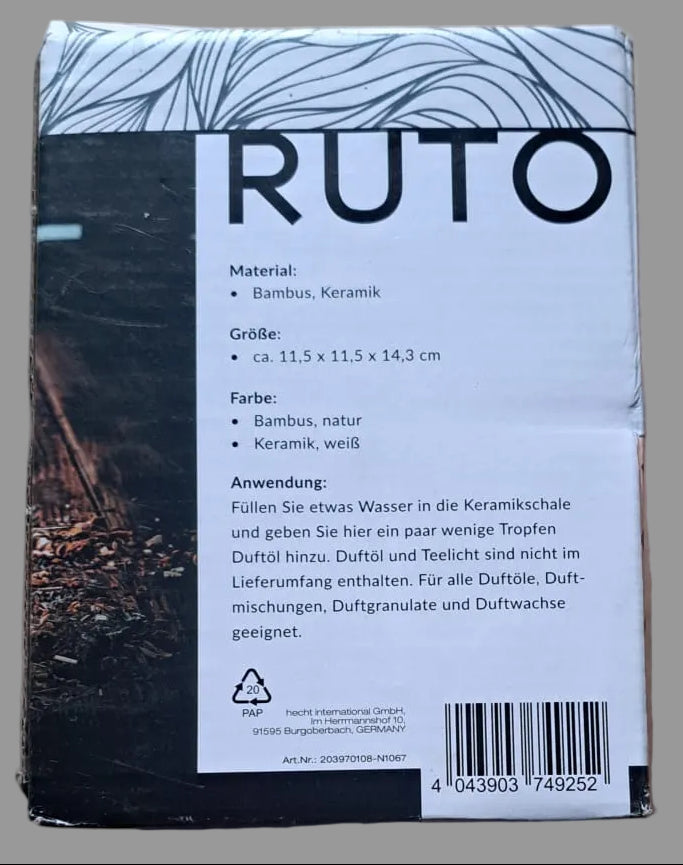 RUTO
Material:
• Bambus, Keramik
Größe:
• ca. 11,5 x 11,5 x 14,3 cm
Farbe:
• Bambus, natur
• Keramik, weiß
Anwendung:
Füllen Sie etwas Wasser in die Keramikschale
und geben Sie hier ein paar wenige Tropfen
Duftöl hinzu. Duftöl und Teelicht sind nicht im
Lieferumfang enthalten. Für alle Duftöle, Duft-
mischungen, Duftgranulate und Duftwachse
geeignet.
20
PAP
hecht international GmbH,
Im Herrmannshof 10,
91595 Burgoberbach, GERMANY
Art.Nr.: 203970108-N1067
4 043903 749252